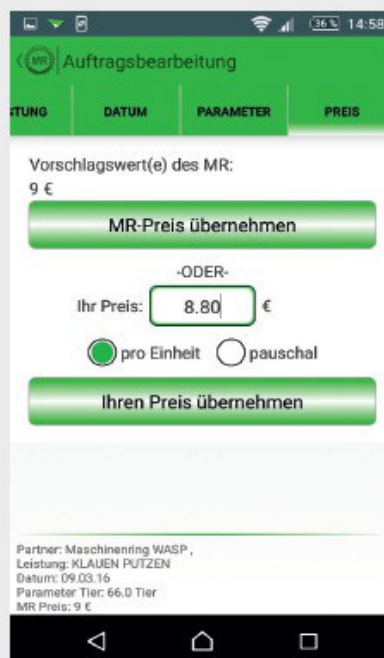 36% 14:58
MR Auftragsbearbeitung
TUNG DATUM PARAMETER PREIS
Vorschlagswert(e) des MR:
9 €
MR-Preis übernehmen
-ODER-
Ihr Preis: 8.80 €
pro Einheit pauschal
Ihren Preis übernehmen
Partner: Maschinenring WASP ,
Leistung: KLAUEN PUTZEN
Datum: 09.03.16
Parameter Tier: 66.0 Tier
MR Preis: 9 €